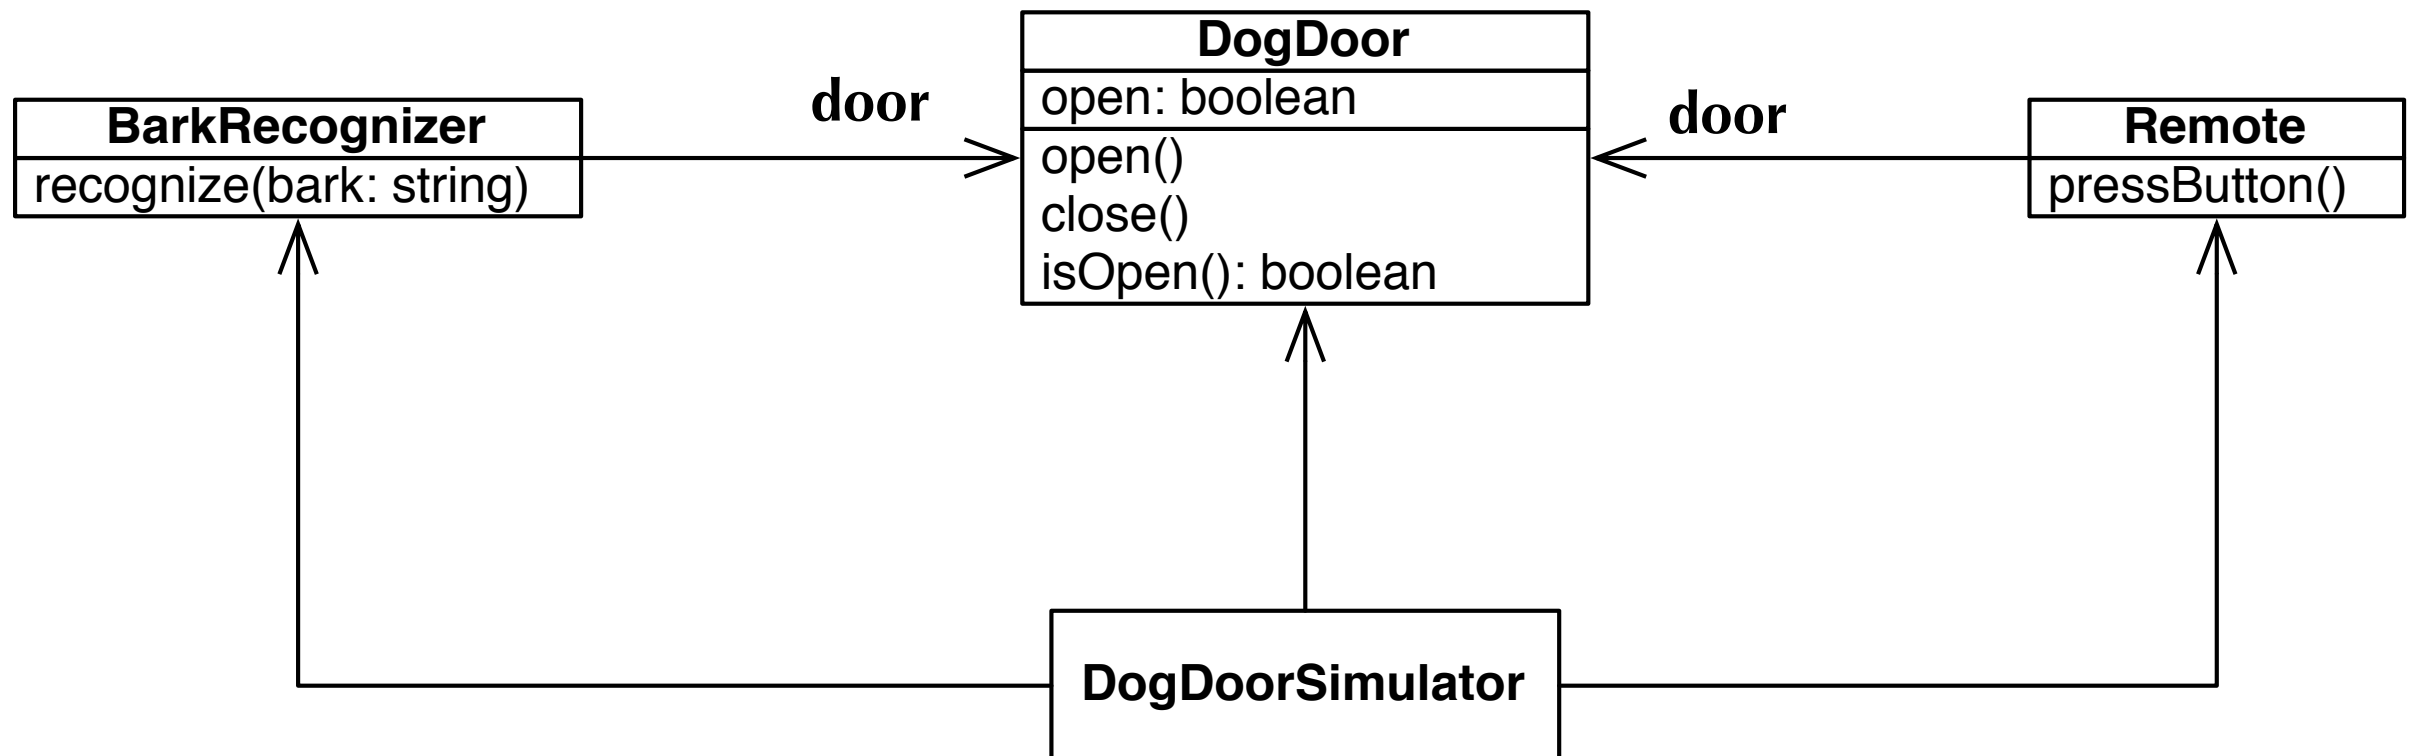 DogDoor
open: boolean
open()
close()
isOpen(): boolean
door
door
BarkRecognizer
recognize(bark: string)
Remote
pressButton()
DogDoorSimulator